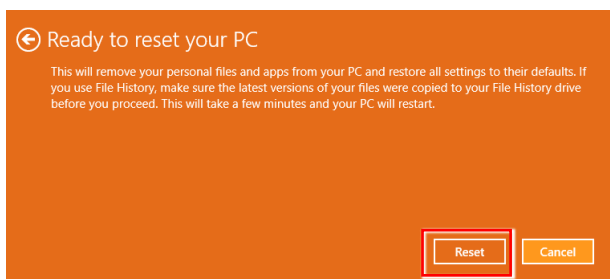 Ready to reset your PC
This will remove your personal files and apps from your PC and restore all settings to their defaults. If
you use File History, make sure the latest versions of your files were copied to your File History drive
before you proceed. This will take a few minutes and your PC will restart.
Reset Cancel